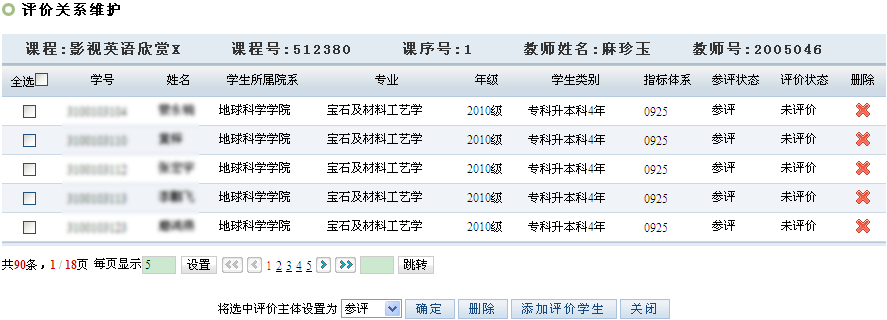 评价关系维护
课程:影视英语欣赏X 课程号:512380 课序号:1 教师姓名:麻珍玉 教师号:2005046
全选 学号 姓名 学生所属院系 专业 年级 学生类别 指标体系 参评状态 评价状态 删除
地球科学学院 宝石及材料工艺学 2010级 专科升本科4年 0925 参评 未评价
地球科学学院 宝石及材料工艺学 2010级 专科升本科4年 0925 参评 未评价
地球科学学院 宝石及材料工艺学 2010级 专科升本科4年 0925 参评 未评价
地球科学学院 宝石及材料工艺学 2010级 专科升本科4年 0925 参评 未评价
地球科学学院 宝石及材料工艺学 2010级 专科升本科4年 0925 参评 未评价
共90条，1 / 18页 每页显示 5 设置 1 2 3 4 5 跳转
将选中评价主体设置为 参评 确定 删除 添加评价学生 关闭